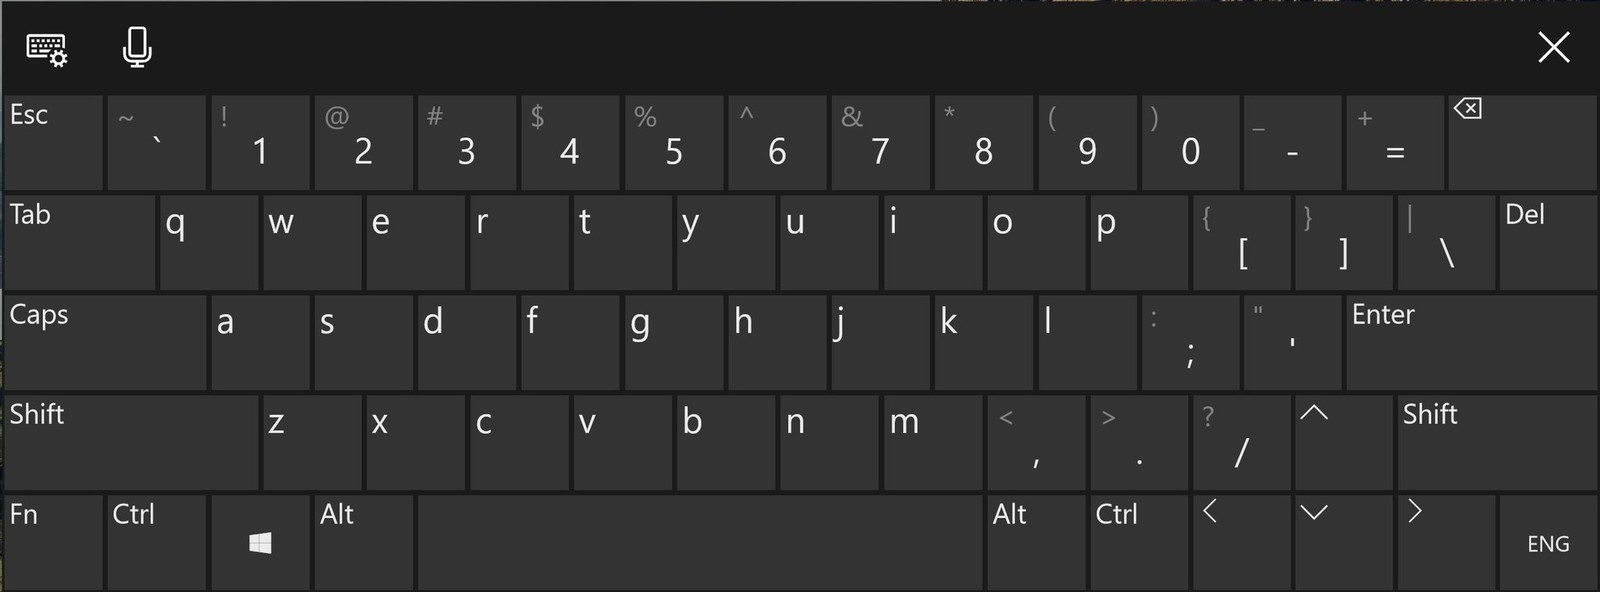 Esc ~ ` ! 1 @ 2 # 3 $ 4 % 5 ^ 6 & 7 * 8 ( 9 ) 0 _ - + =
Tab q w e r t y u i o p { [ } ] | \ Del
Caps a s d f g h j k l : ; " ' Enter
Shift z x c v b n m < , > . ? / Shift
Fn Ctrl Alt Alt Ctrl ENG